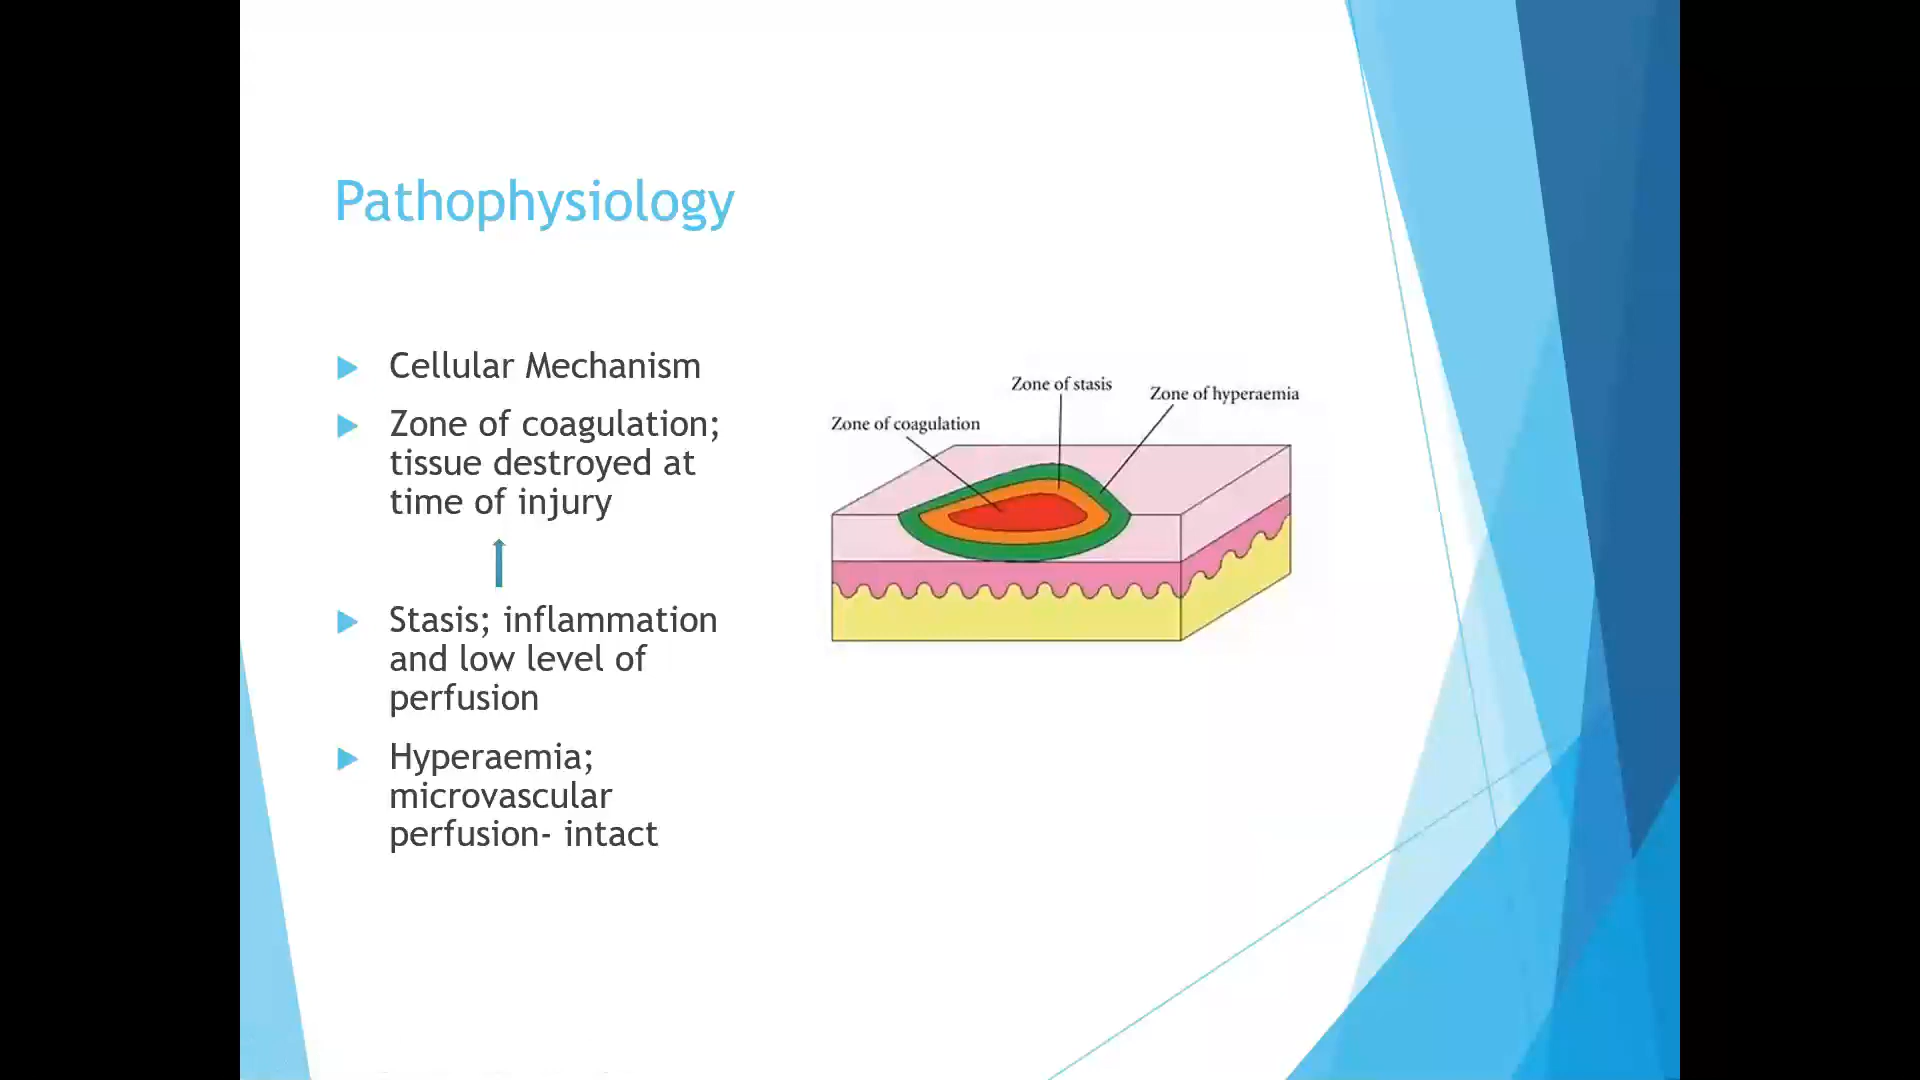 Pathophysiology
Cellular Mechanism
Zone of coagulation;
tissue destroyed at
time of injury
Stasis; inflammation
and low level of
perfusion
Hyperaemia;
microvascular
perfusion- intact
Zone of stasis
Zone of hyperaemia
Zone of coagulation